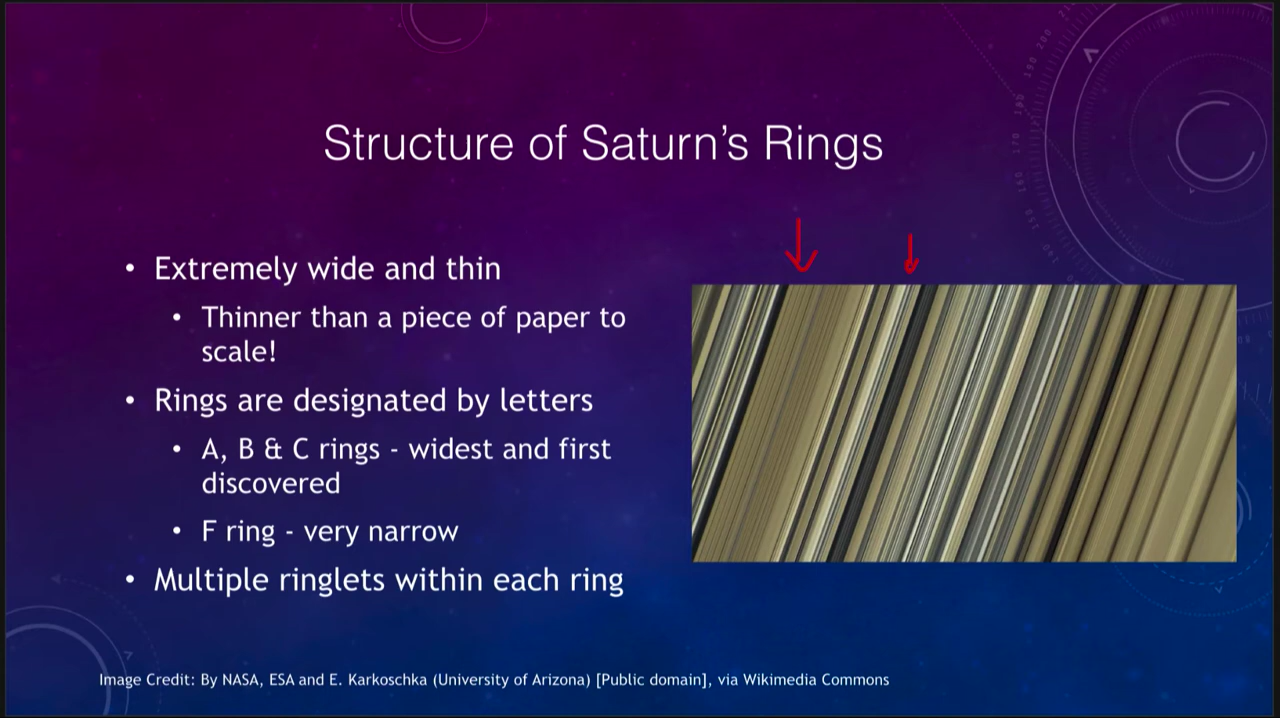 Structure of Saturn's Rings
• Extremely wide and thin
• Thinner than a piece of paper to
scale!
• Rings are designated by letters
• A, B & C rings - widest and first
discovered
• F ring - very narrow
• Multiple ringlets within each ring
Image Credit: By NASA, ESA and E. Karkoschka (University of Arizona) [Public domain], via Wikimedia Commons